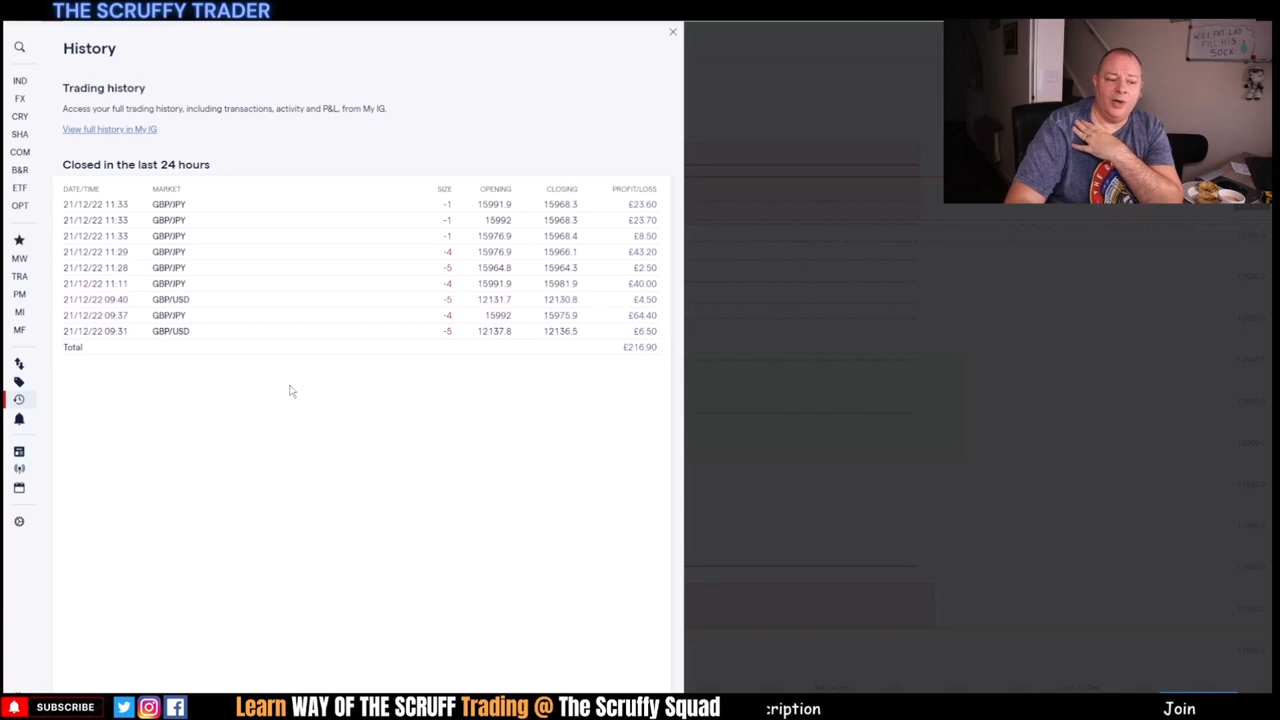 THE SCRUFFY TRADER
History
WILL FAT LAD
FILL HIS
SOCK
IND
FX
CRY
SHA
COM
B&R
ETF
OPT
MW
TRA
PM
MI
MF
Trading history
Access your full trading history, including transactions, activity and P&L, from My IG.
View full history in My IG
Closed in the last 24 hours
DATE/TIME MARKET SIZE OPENING CLOSING PROFIT/LOSS
21/12/22 11:33 GBP/JPY -1 15991.9 15968.3 £23.60
21/12/22 11:33 GBP/JPY -1 15992 15968.3 £23.70
21/12/22 11:33 GBP/JPY -1 15976.9 15968.4 £8.50
21/12/22 11:29 GBP/JPY -4 15976.9 15966.1 £43.20
21/12/22 11:28 GBP/JPY -5 15964.8 15964.3 £2.50
21/12/22 11:11 GBP/JPY -4 15991.9 15981.9 £40.00
21/12/22 09:40 GBP/USD -5 12131.7 12130.8 £4.50
21/12/22 09:37 GBP/JPY -4 15992 15975.9 £64.40
21/12/22 09:31 GBP/USD -5 12137.8 12136.5 £6.50
Total £216.90
SUBSCRIBE
Learn WAY OF THE SCRUFF Trading @ The Scruffy Squad
cription
Join